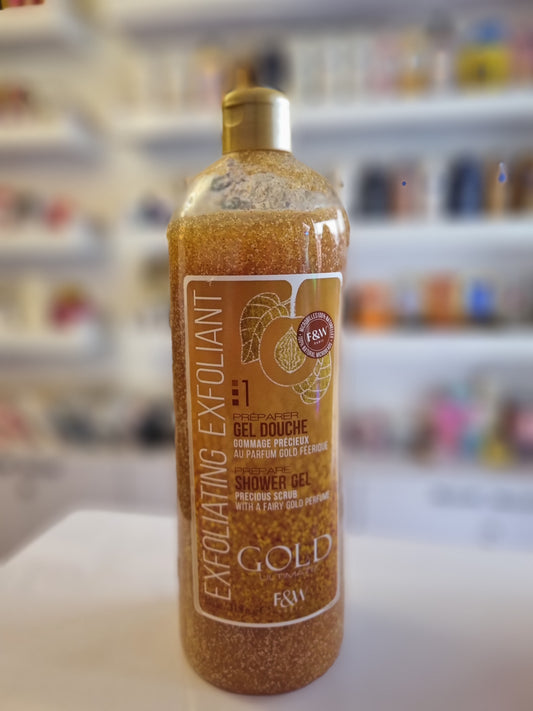 EXFOLIATING EXFOLIANT
F&W
1
PRÉPARER
GEL DOUCHE
GOMMAGE PRÉCIEUX
AU PARFUM GOLD FÉERIQUE
PREPARE
SHOWER GEL
PRECIOUS SCRUB
WITH A FAIRY GOLD PERFUME
GOLD
F&W